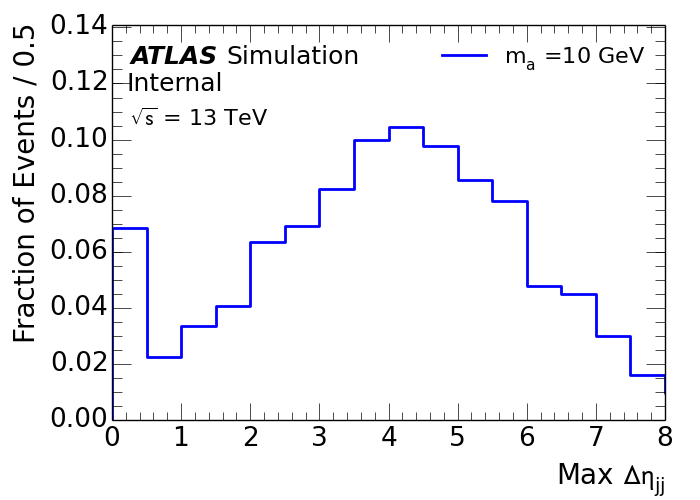 0.14
0.12
0.10
0.08
0.06
0.04
0.02
0.00
Fraction of Events / 0.5
ATLAS Simulation
Internal
√s = 13 TeV
mₐ =10 GeV
0 1 2 3 4 5 6 7 8
Max Δηⱼⱼ